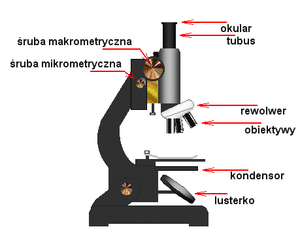 okular
tubus
śruba makrometryczna
śruba mikrometryczna
rewolwer
obiektywy
kondensor
lusterko